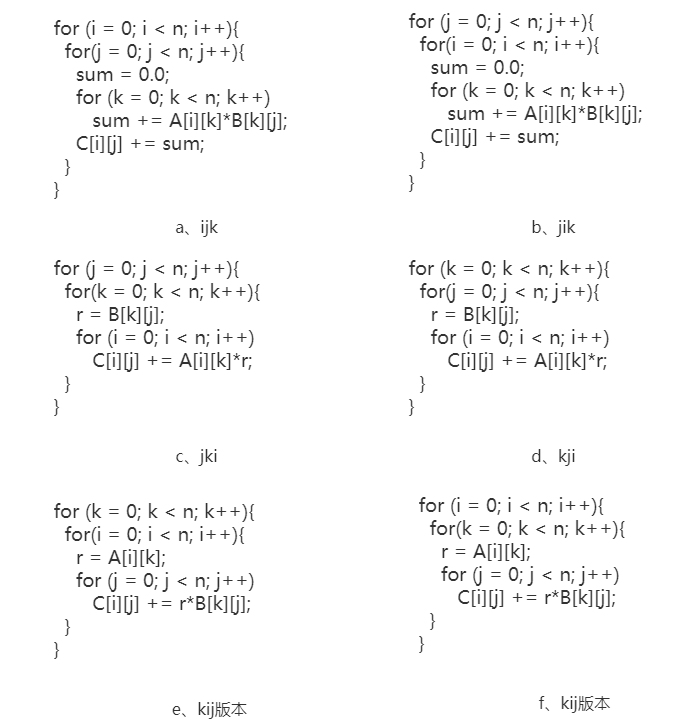 for (i = 0; i < n; i++){
for(j = 0; j < n; j++){
sum = 0.0;
for (k = 0; k < n; k++)
sum += A[i][k]*B[k][j];
C[i][j] += sum;
}
}
a、ijk
for (j = 0; j < n; j++){
for(i = 0; i < n; i++){
sum = 0.0;
for (k = 0; k < n; k++)
sum += A[i][k]*B[k][j];
C[i][j] += sum;
}
}
b、jik
for (j = 0; j < n; j++){
for(k = 0; k < n; k++){
r = B[k][j];
for (i = 0; i < n; i++)
C[i][j] += A[i][k]*r;
}
}
c、jki
for (k = 0; k < n; k++){
for(j = 0; j < n; j++){
r = B[k][j];
for (i = 0; i < n; i++)
C[i][j] += A[i][k]*r;
}
}
d、kji
for (k = 0; k < n; k++){
for(i = 0; i < n; i++){
r = A[i][k];
for (j = 0; j < n; j++)
C[i][j] += r*B[k][j];
}
}
e、kij版本
for (i = 0; i < n; i++){
for(k = 0; k < n; k++){
r = A[i][k];
for (j = 0; j < n; j++)
C[i][j] += r*B[k][j];
}
}
f、kij版本